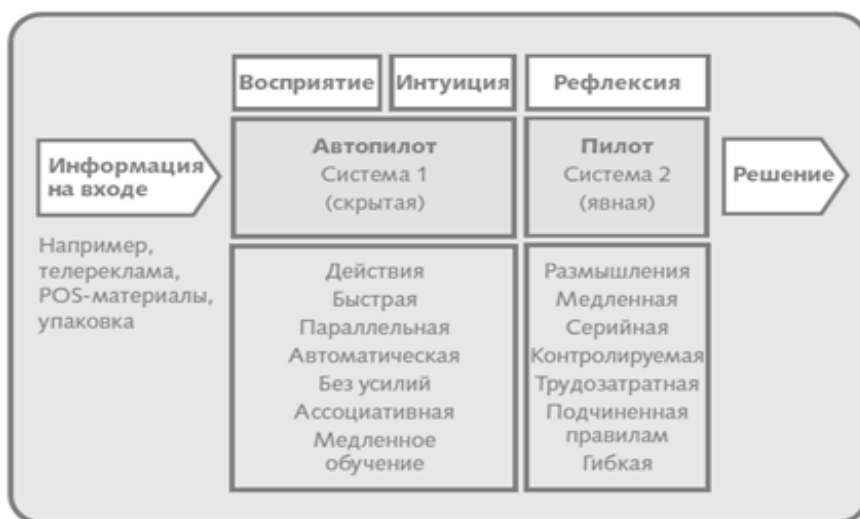 Восприятие
Интуиция
Рефлексия
Информация
на входе
Например,
телереклама,
POS-материалы,
упаковка
Автопилот
Система 1
(скрытая)
Пилот
Система 2
(явная)
Решение
Действия
Быстрая
Параллельная
Автоматическая
Без усилий
Ассоциативная
Медленное
обучение
Размышления
Медленная
Серийная
Контролируемая
Трудозатратная
Подчиненная
правилам
Гибкая